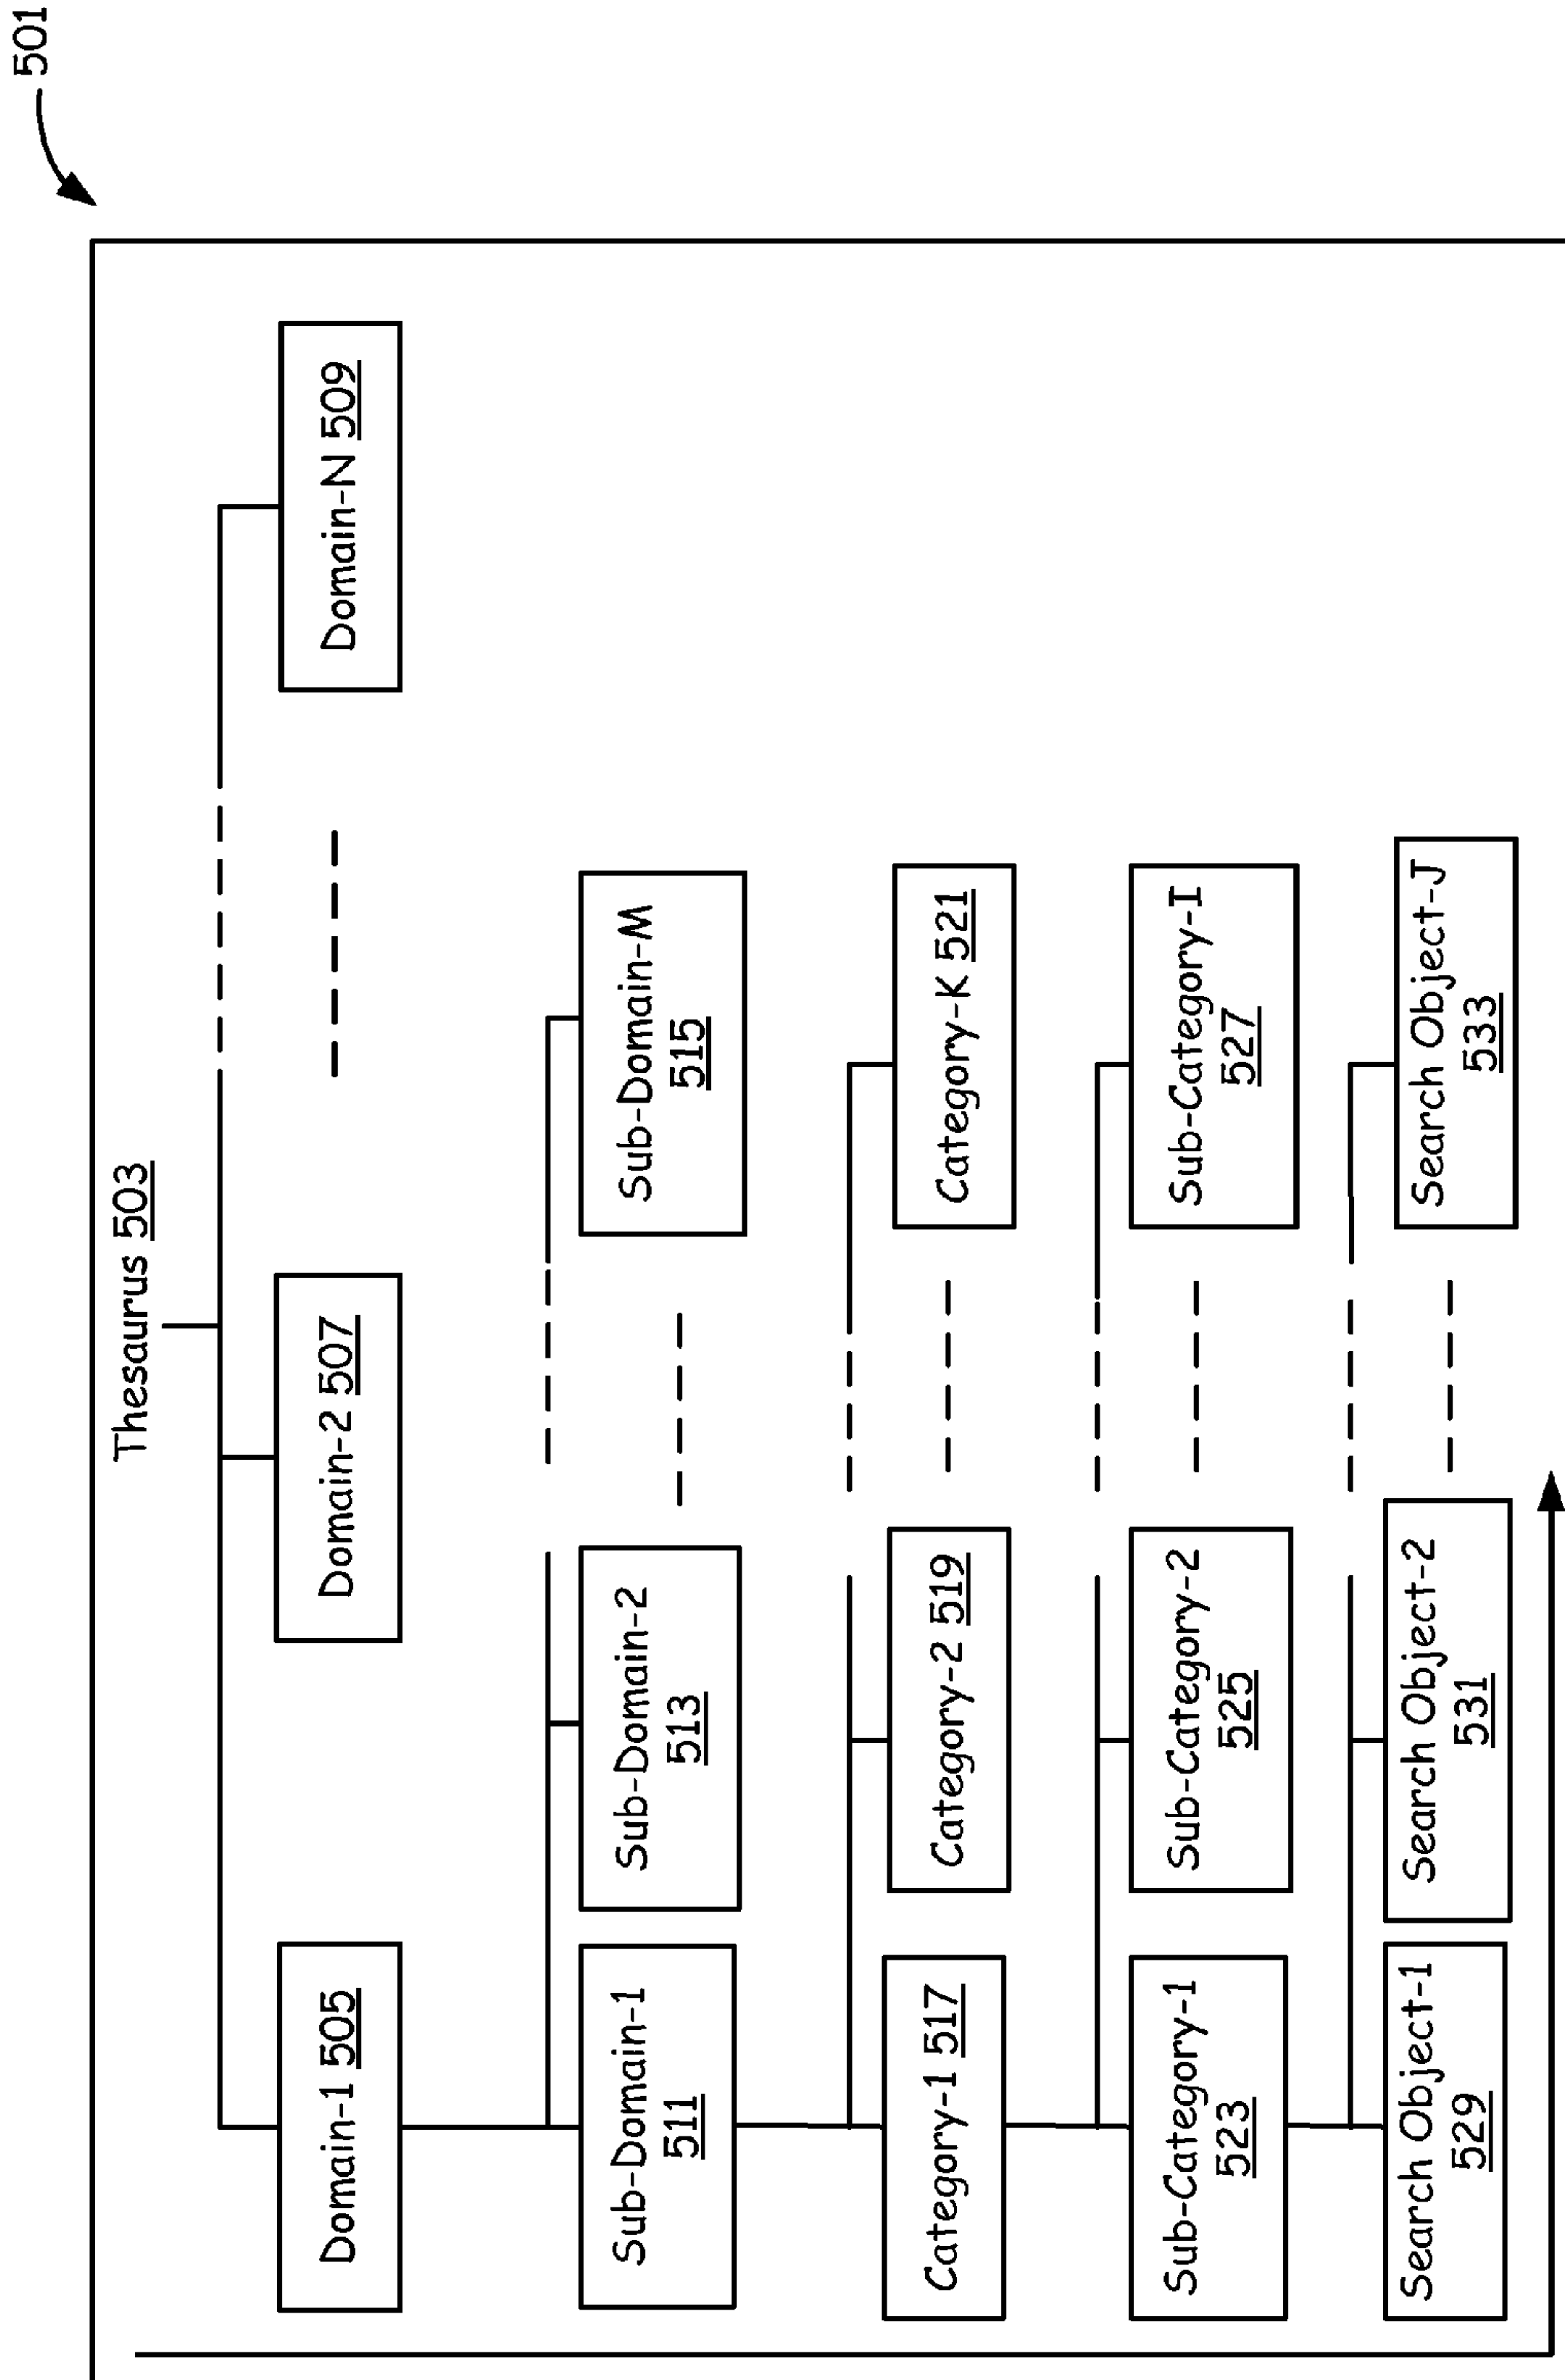 501
Thesaurus 503
Domain-1 505
Domain-2 507
Domain-N 509
Sub-Domain-1
511
Sub-Domain-2
513
Sub-Domain-M
515
Category-1 517
Category-2 519
Category-K 521
Sub-Category-1
523
Sub-Category-2
525
Sub-Category-I
527
Search Object-1
529
Search Object-2
531
Search Object-J
533